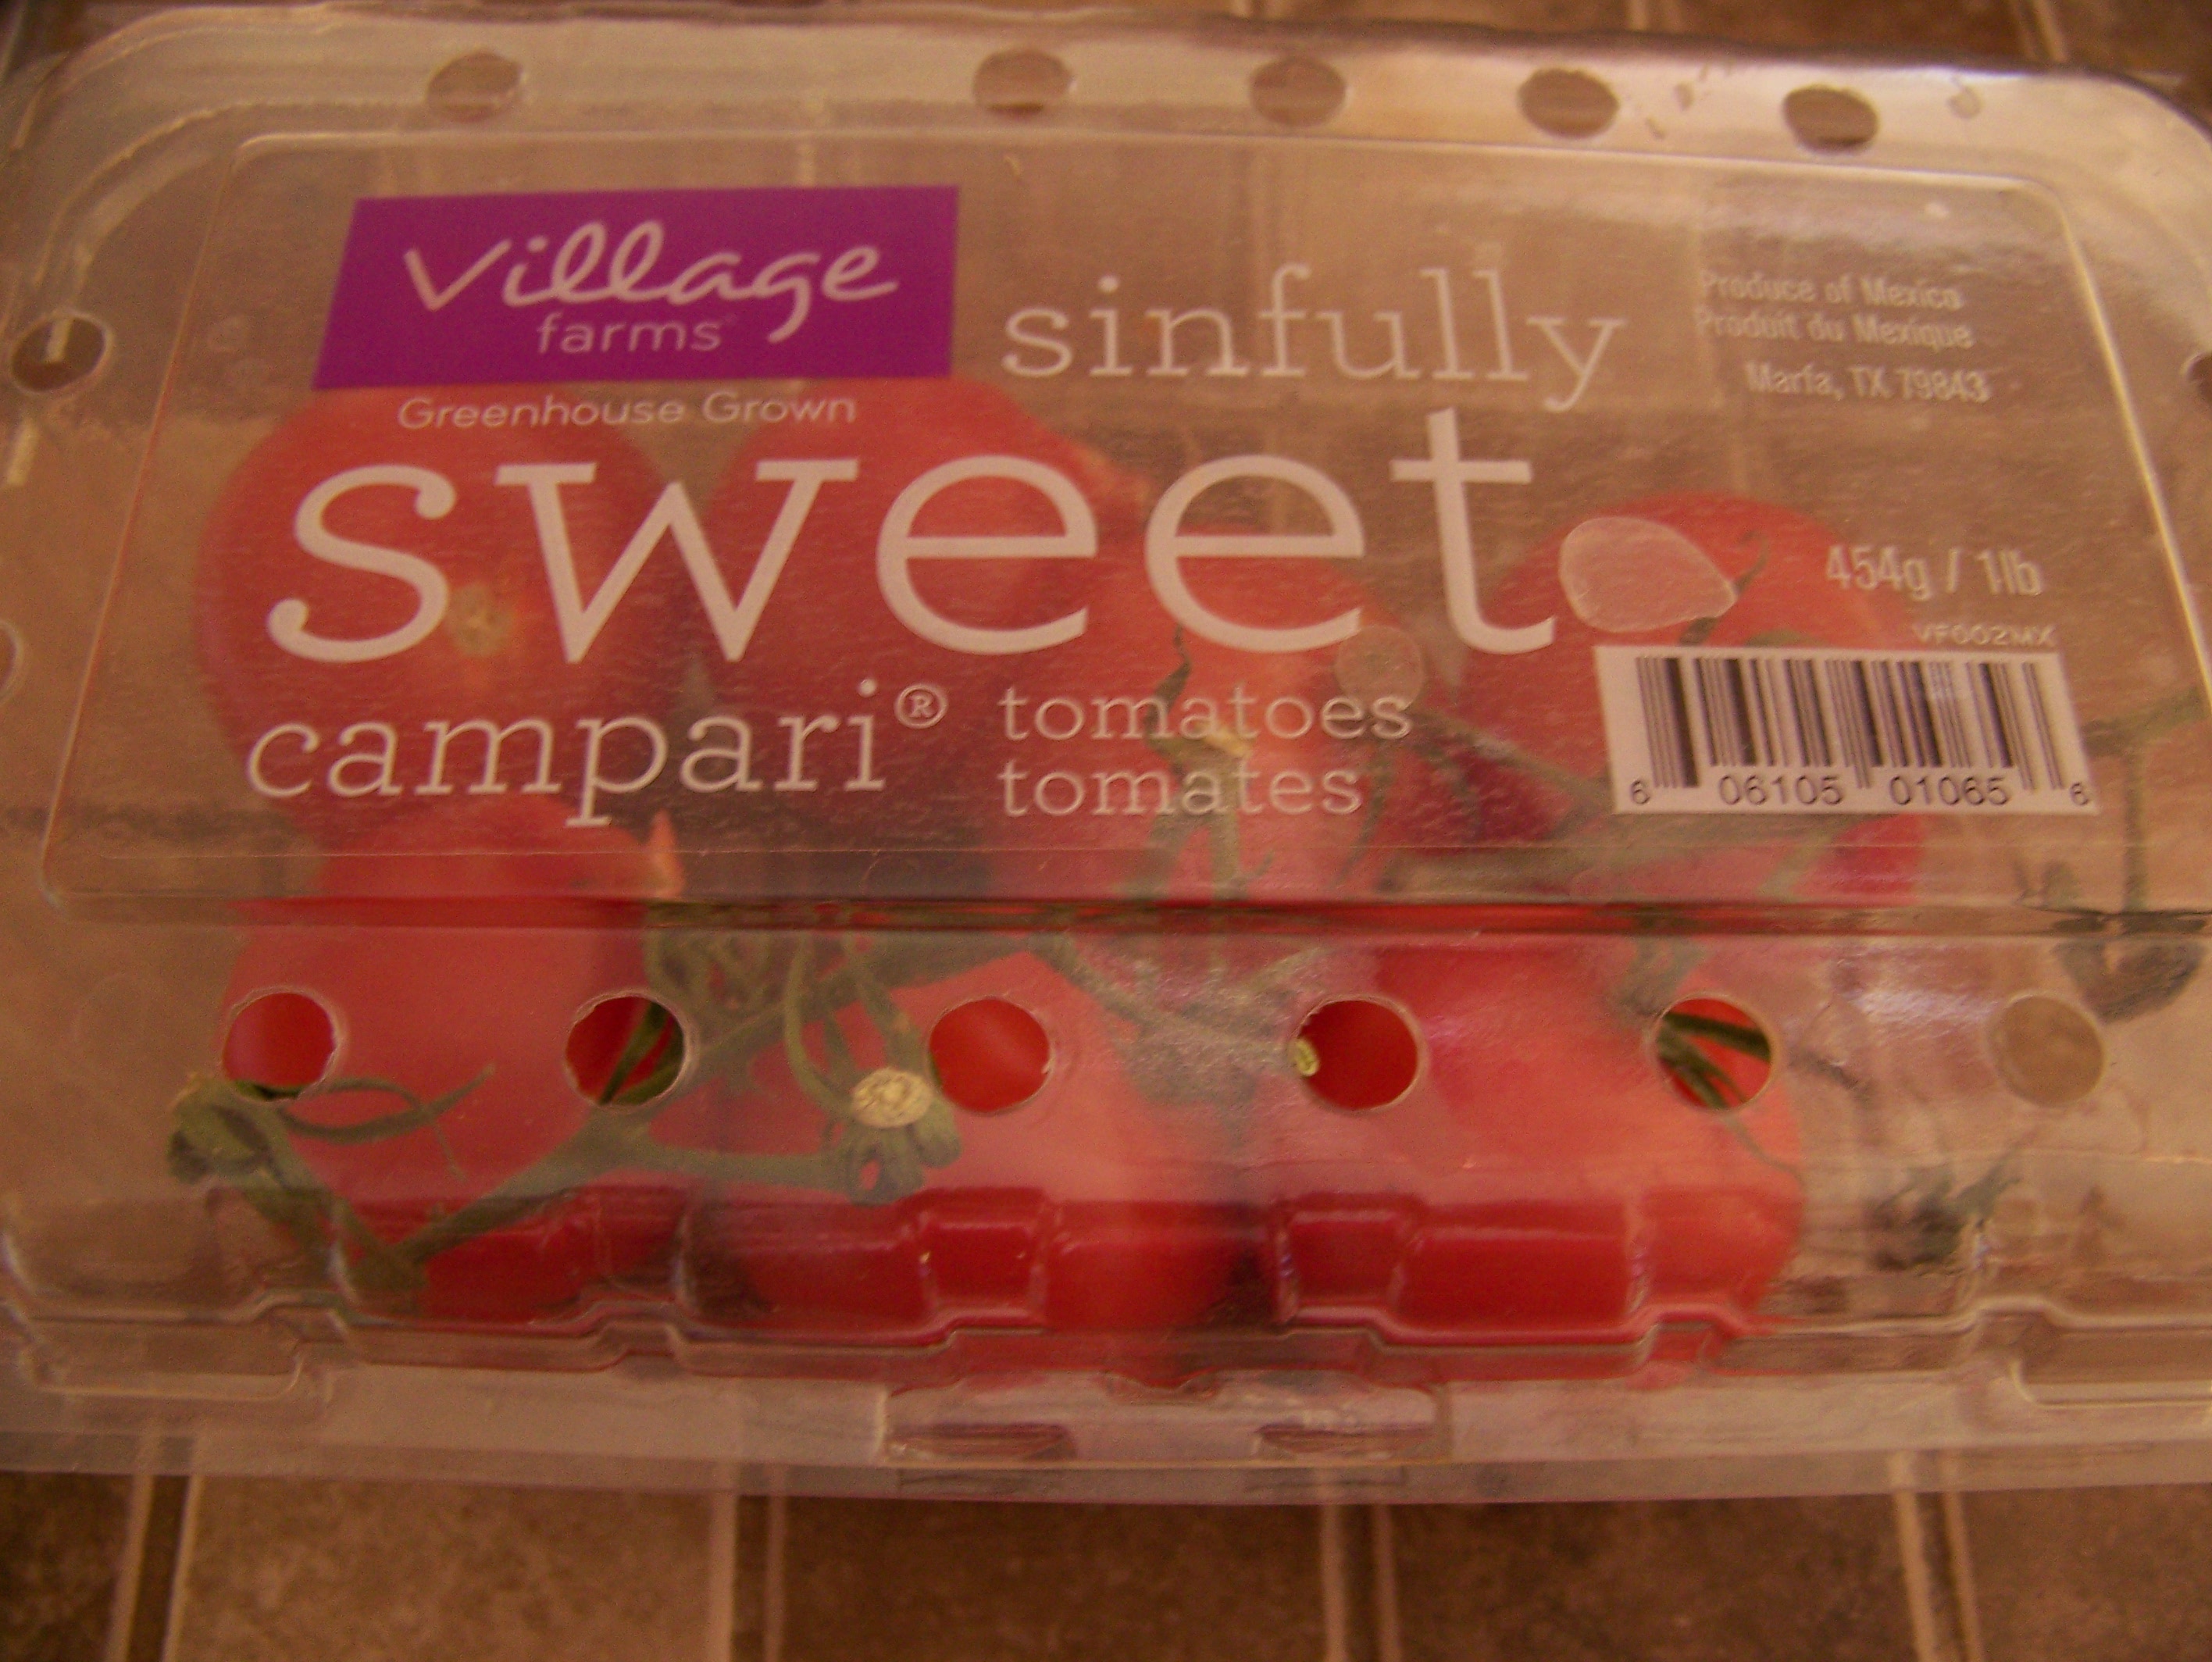 Village
farms
Greenhouse Grown
sinfully
sweet
campari®
tomatoes
tomates
Produce of Mexico
Produit du Mexique
Marfa, TX 79843
454g / 1lb
VF002MX
6 06105 01065 6